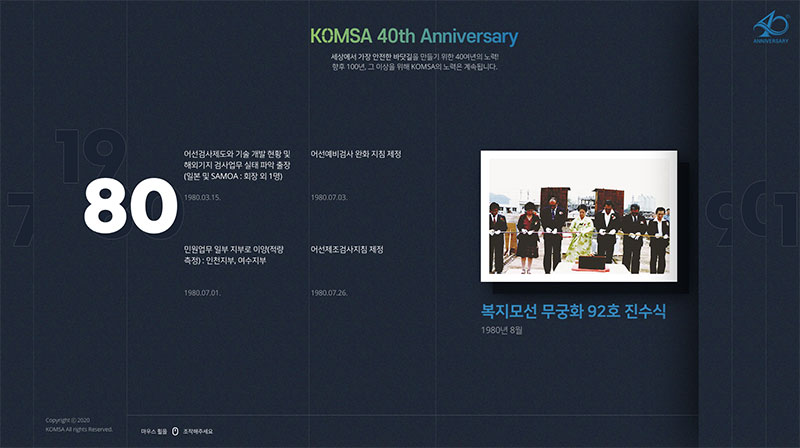 KOMSA 40th Anniversary
세상에서 가장 안전한 바닷길을 만들기 위한 40여년의 노력!
향후 100년, 그 이상을 위해 KOMSA의 노력은 계속됩니다.
40
ANNIVERSARY
7
19
80
어선검사제도와 기술 개발 현황 및
해외기지 검사업무 실태 파악 출장
(일본 및 SAMOA : 회장 외 1명)
1980.03.15.
어선예비검사 완화 지침 제정
1980.07.03.
민원업무 일부 지부로 이양(적량
측정) : 인천지부, 여수지부
1980.07.01.
어선제조검사지침 제정
1980.07.26.
복지모선 무궁화 92호 진수식
1980년 8월
Copyright ⓒ 2020
KOMSA All rights Reserved.
마우스 휠을 조작해주세요